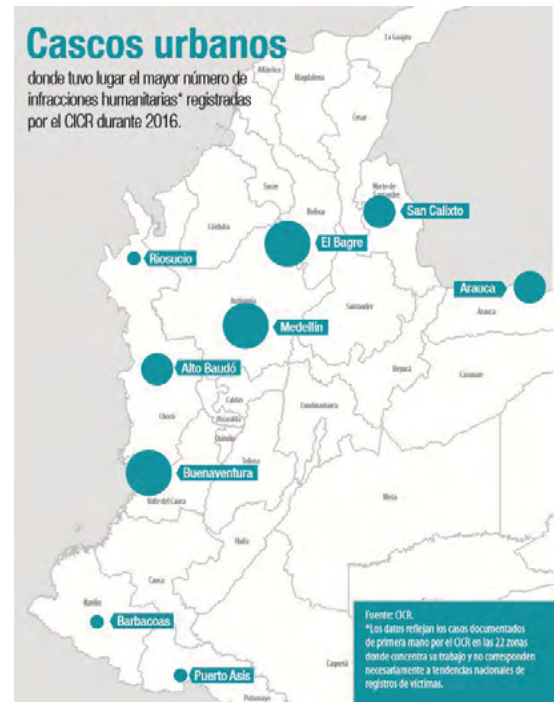 Cascos urbanos
donde tuvo lugar el mayor número de
infracciones humanitarias* registradas
por el CICR durante 2016.
La Guajira
Atlántico
Magdalena
Cesar
Sucre
Norte de
Santander
San Calixto
Bolívar
Córdoba
El Bagre
Riosucio
Arauca
Arauca
Antioquia
Santander
Medellín
Alto Baudó
Boyacá
Casanare
Caldas
Cundinamarca
Chocó
Risaralda
Quindío
Tolima
Buenaventura
Valle del Cauca
Meta
Huila
Cauca
Nariño
Barbacoas
Caquetá
Puerto Asís
Putumayo
Fuente: CICR.
*Los datos reflejan los casos documentados
de primera mano por el CICR en las 22 zonas
donde concentra su trabajo y no corresponden
necesariamente a tendencias nacionales de
registros de víctimas.